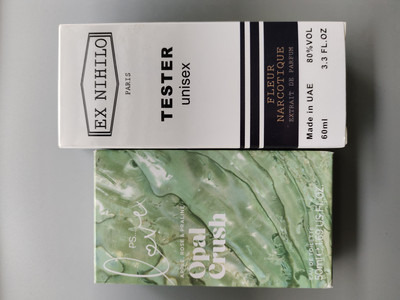 EX NIHILO
PARIS
TESTER
unisex
FLEUR
NARCOTIQUE
EXTRAIT DE PARFUM
Made in UAE 80%VOL
60ml 3.3 FL.OZ
PS...
love
Opal
Crush